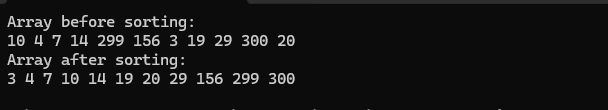 Array before sorting:
10 4 7 14 299 156 3 19 29 300 20
Array after sorting:
3 4 7 10 14 19 20 29 156 299 300